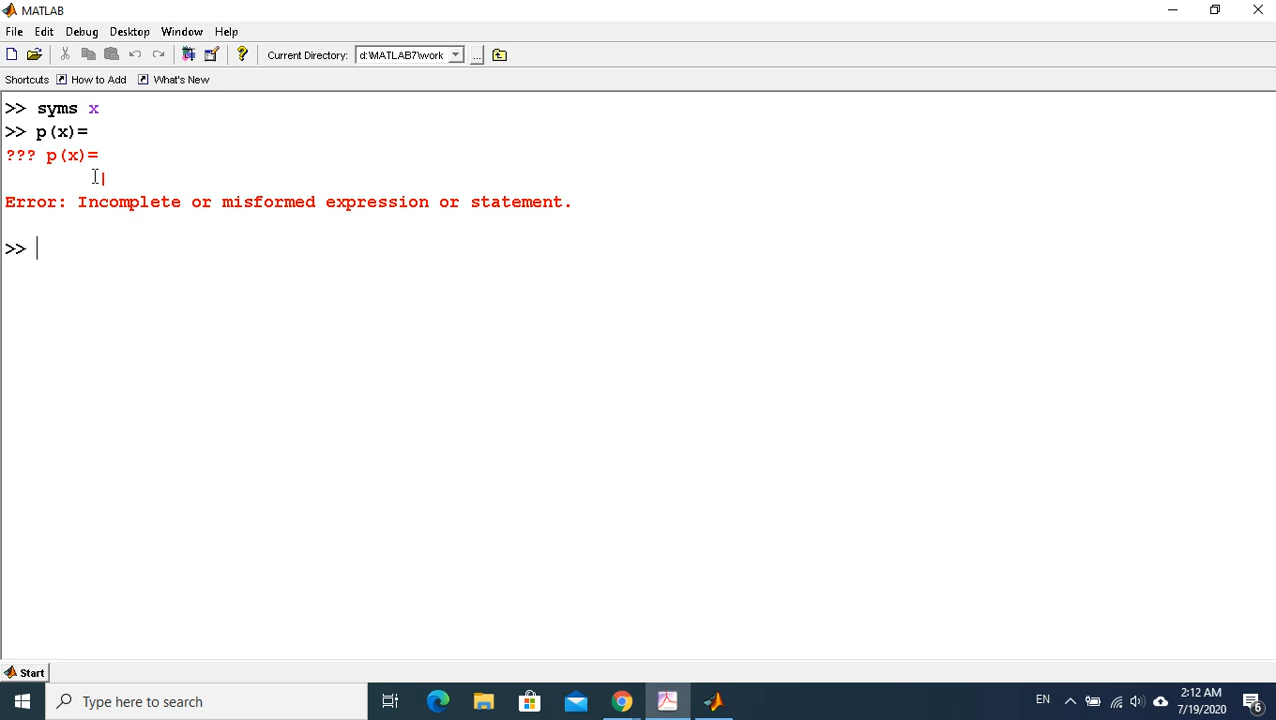 MATLAB
File Edit Debug Desktop Window Help
Current Directory: d:\MATLAB7\work ...
Shortcuts How to Add What's New
>> syms x
>> p(x)=
??? p(x)=
|
Error: Incomplete or misformed expression or statement.
>>
Start
Type here to search
EN
2:12 AM
7/19/2020
6